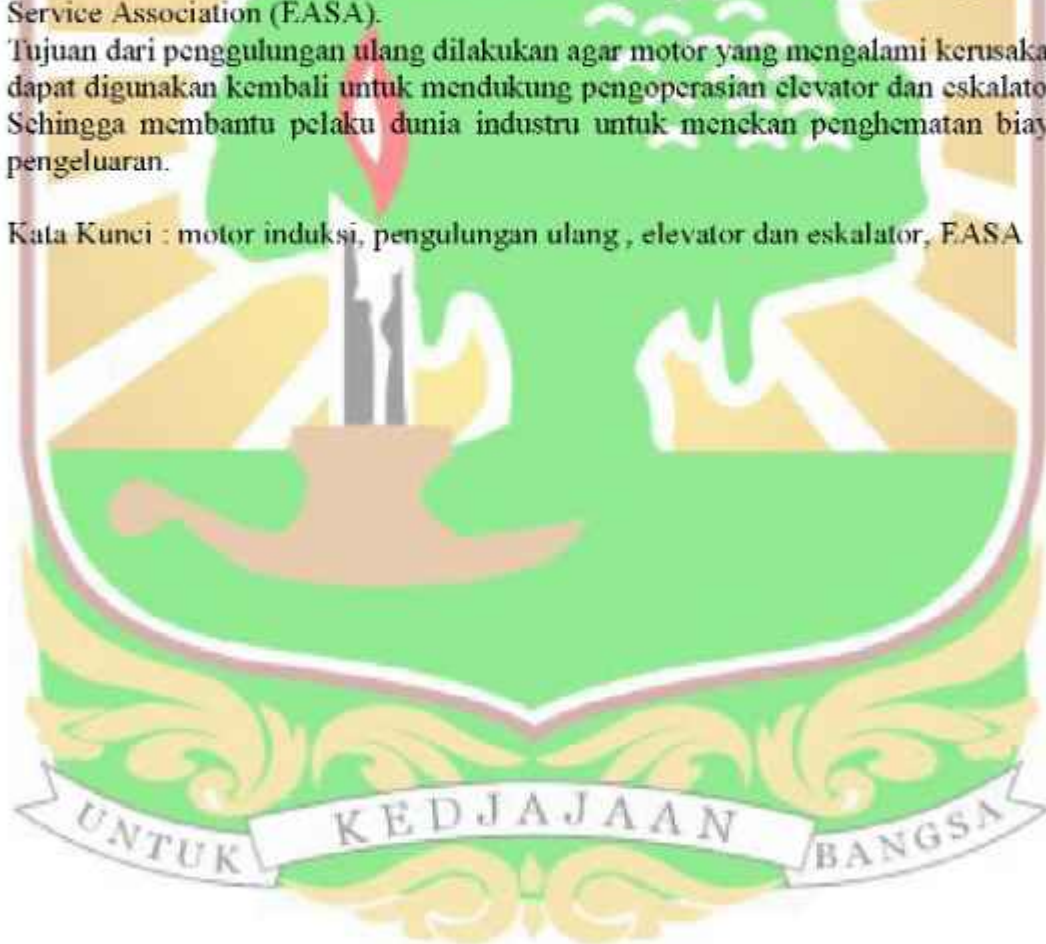 Service Association (EASA).
Tujuan dari penggulungan ulang dilakukan agar motor yang mengalami kerusaka
dapat digunakan kembali untuk mendukung pengoperasian elevator dan eskalato
Sehingga membantu pelaku dunia industru untuk menekan penghematan biay
pengeluaran.
Kata Kunci : motor induksi, pengulungan ulang , elevator dan eskalator, EASA
UNTUK KEDJAJAAN BANGSA